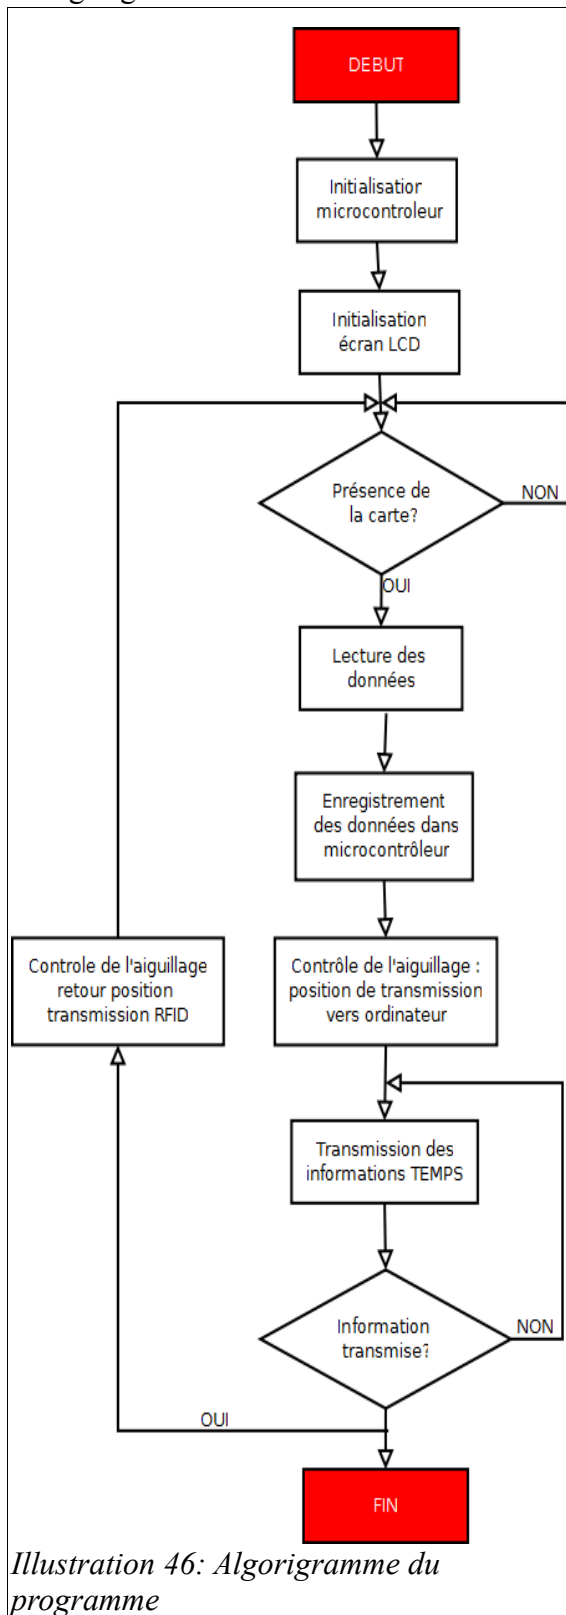 DEBUT
Initialisation
microcontroleur
Initialisation
écran LCD
Présence de
la carte?
NON
OUI
Lecture des
données
Enregistrement
des données dans
microcontrôleur
Controle de l'aiguillage
retour position
transmission RFID
Contrôle de l'aiguillage :
position de transmission
vers ordinateur
Transmission des
informations TEMPS
Information
transmise?
NON
OUI
FIN
Illustration 46: Algorigramme du
programme